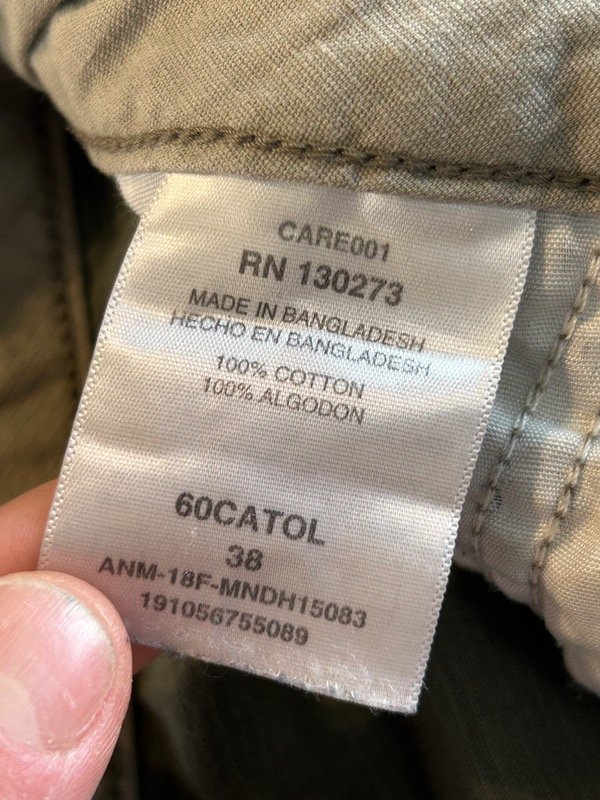 CARE001
RN 130273
MADE IN BANGLADESH
HECHO EN BANGLADESH
100% COTTON
100% ALGODON
60CATOL
38
ANM-18F-MNDH15083
191056755089